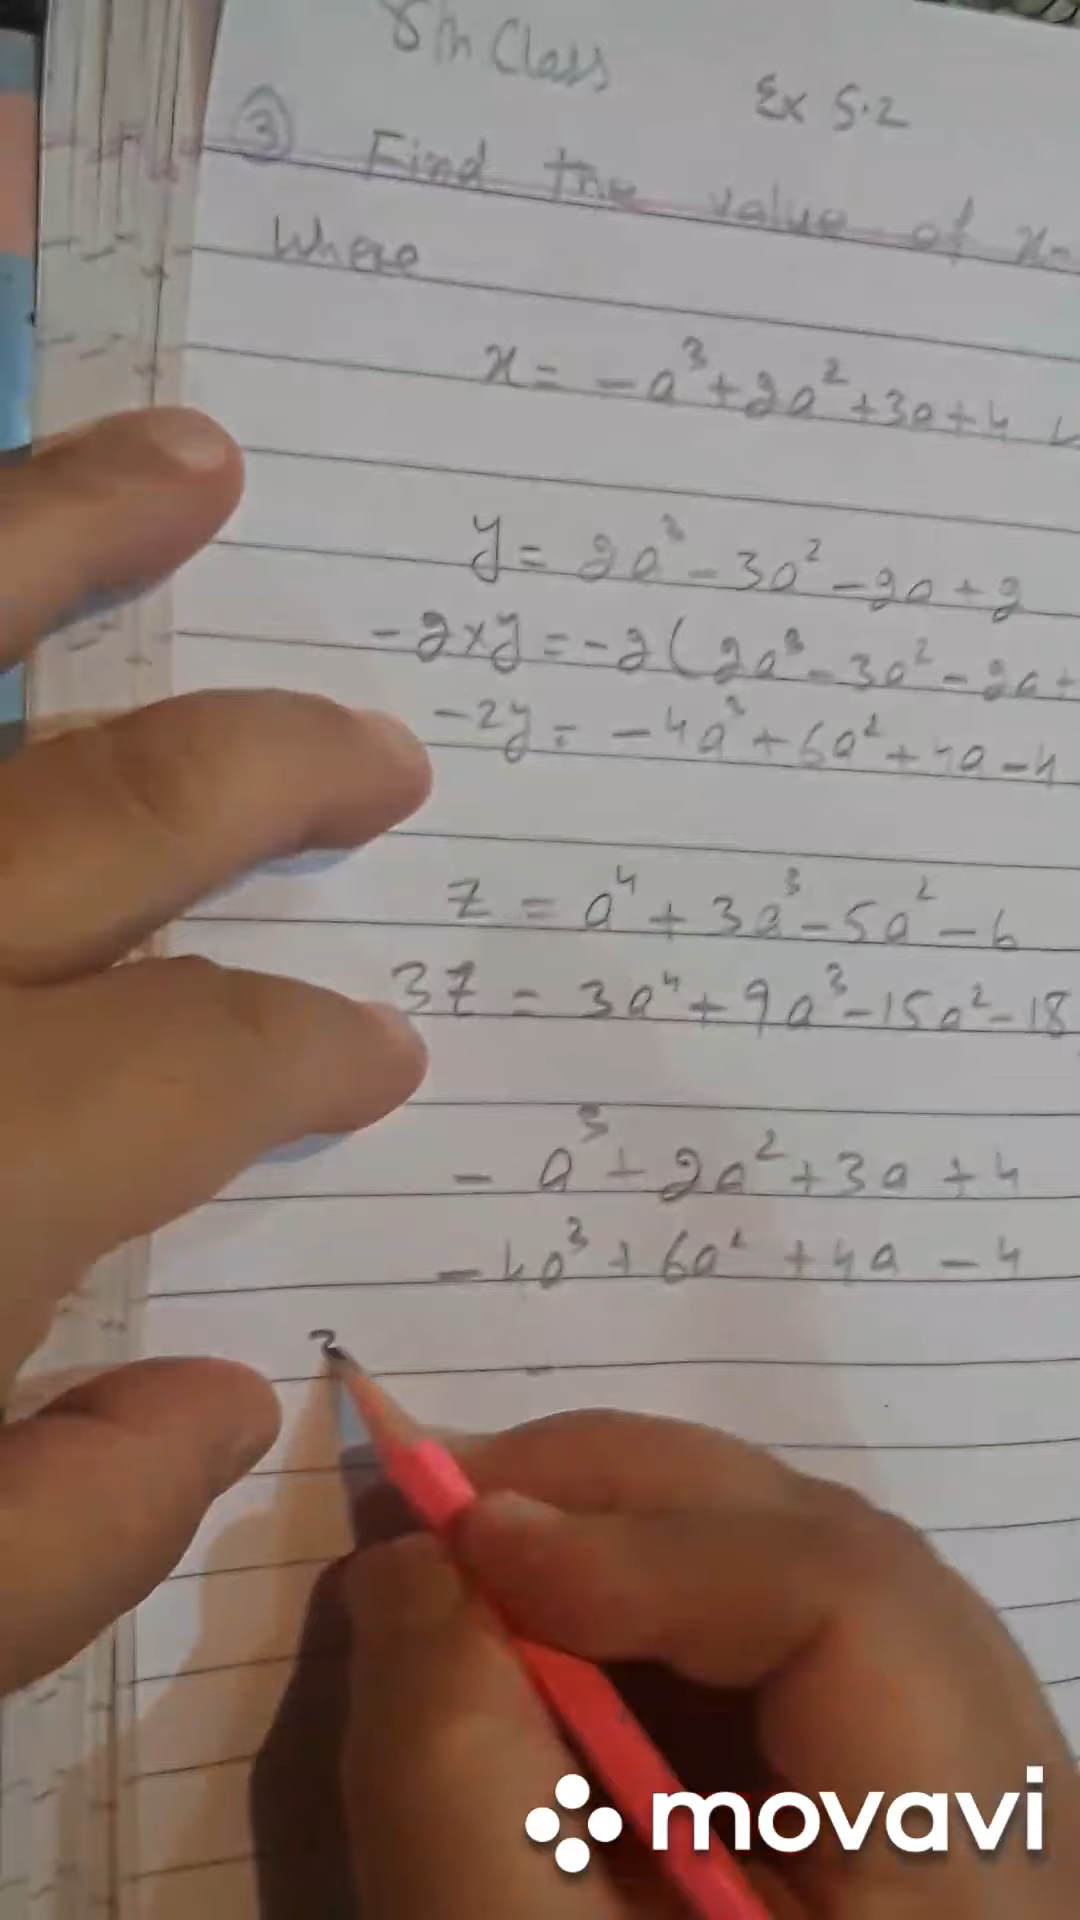 8th Class
Ex 5.2
③ Find the value of x-
Where
x = -a³+2a²+3a+4
y = 2a³-3a²-2a+2
-2×y = -2(2a³-3a²-2a+
-2y = -4a³+6a²+4a-4
z = a⁴+3a³-5a²-6
3z = 3a⁴+9a³-15a²-18
- a³+2a²+3a+4
-4a³+6a²+4a-4
3
movavi